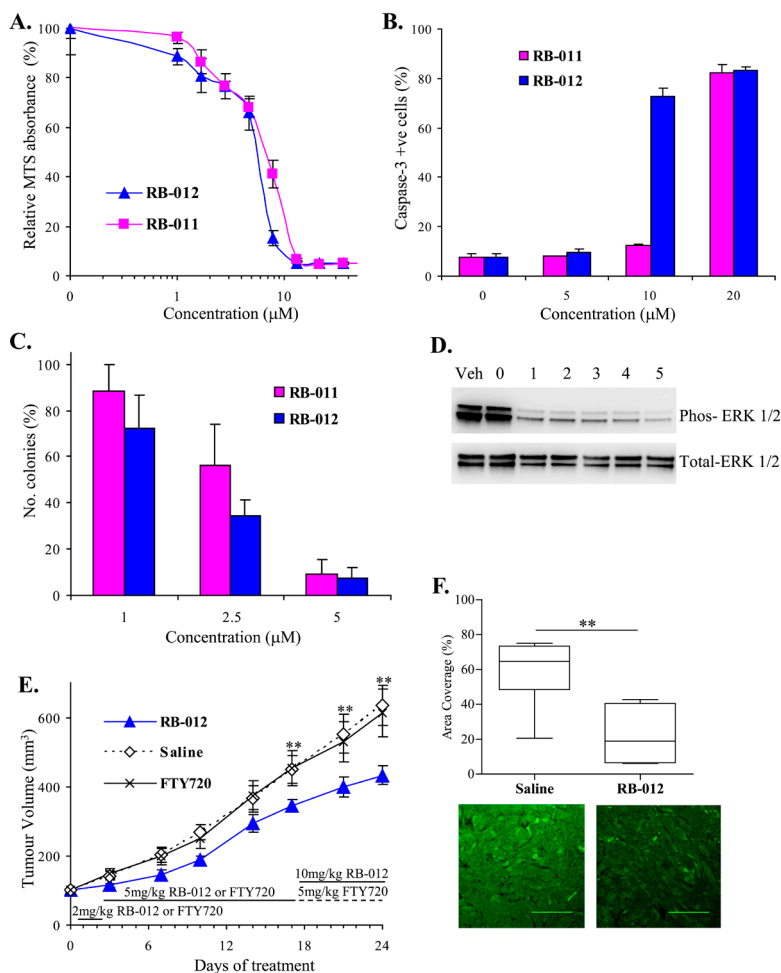 A.
Relative MTS absorbance (%)
100
80
60
40
20
0
RB-012
RB-011
0
1
10
Concentration (μM)
B.
Caspase-3 +ve cells (%)
100
80
60
40
20
0
RB-011
RB-012
0
5
10
20
Concentration (μM)
C.
No. colonies (%)
100
80
60
40
20
0
RB-011
RB-012
1
2.5
5
Concentration (μM)
D.
Veh 0 1 2 3 4 5
Phos- ERK 1/2
Total-ERK 1/2
E.
Tumour Volume (mm³)
600
400
200
0
RB-012
Saline
FTY720
**
**
**
10mg/kg RB-012
5mg/kg RB-012 or FTY720
5mg/kg FTY720
2mg/kg RB-012 or FTY720
0
6
12
18
24
Days of treatment
F.
Area Coverage (%)
100
80
60
40
20
0
**
Saline
RB-012